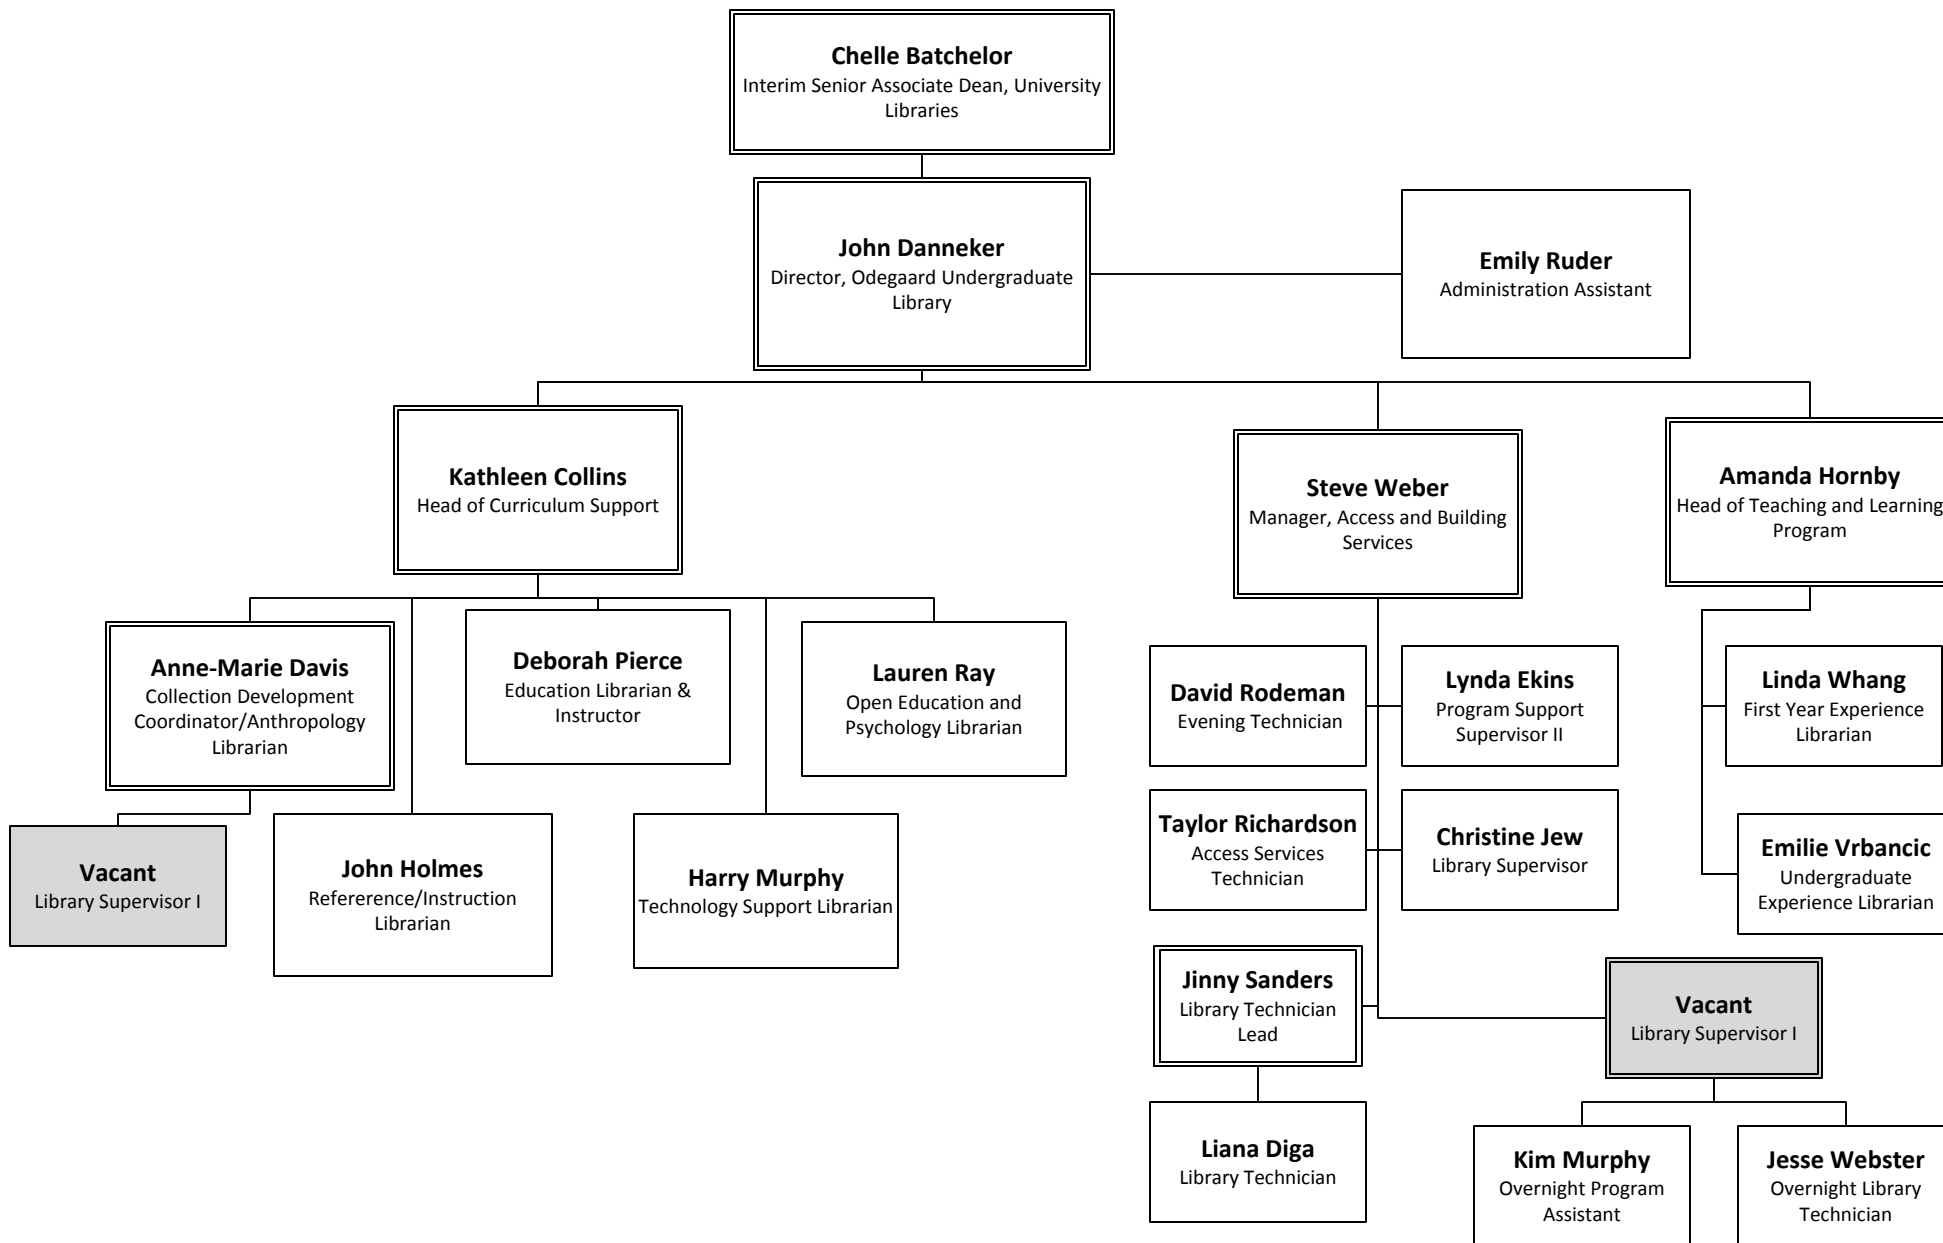 Chelle Batchelor
Interim Senior Associate Dean, University
Libraries
John Danneker
Director, Odegaard Undergraduate
Library
Emily Ruder
Administration Assistant
Kathleen Collins
Head of Curriculum Support
Steve Weber
Manager, Access and Building
Services
Amanda Hornby
Head of Teaching and Learning
Program
Anne-Marie Davis
Collection Development
Coordinator/Anthropology
Librarian
Deborah Pierce
Education Librarian &
Instructor
Lauren Ray
Open Education and
Psychology Librarian
David Rodeman
Evening Technician
Lynda Ekins
Program Support
Supervisor II
Linda Whang
First Year Experience
Librarian
Vacant
Library Supervisor I
John Holmes
Refererence/Instruction
Librarian
Harry Murphy
Technology Support Librarian
Taylor Richardson
Access Services
Technician
Christine Jew
Library Supervisor
Emilie Vrbancic
Undergraduate
Experience Librarian
Jinny Sanders
Library Technician
Lead
Vacant
Library Supervisor I
Liana Diga
Library Technician
Kim Murphy
Overnight Program
Assistant
Jesse Webster
Overnight Library
Technician